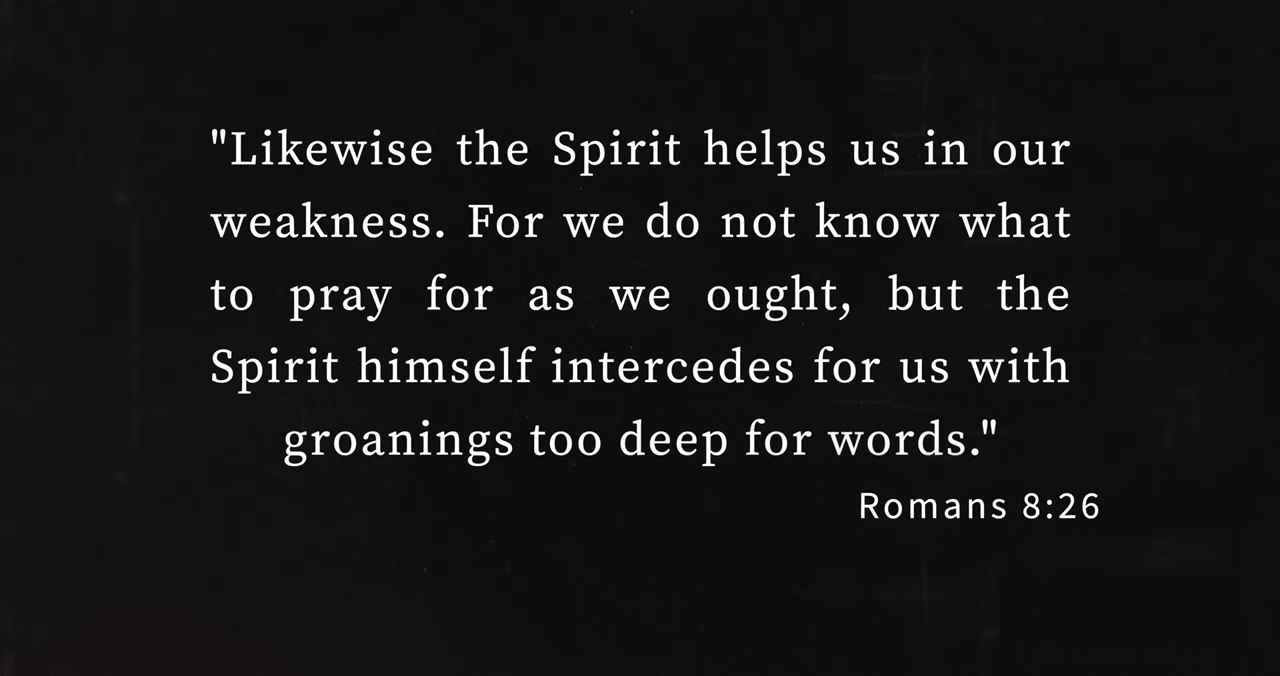 "Likewise the Spirit helps us in our
weakness. For we do not know what
to pray for as we ought, but the
Spirit himself intercedes for us with
groanings too deep for words."
Romans 8:26